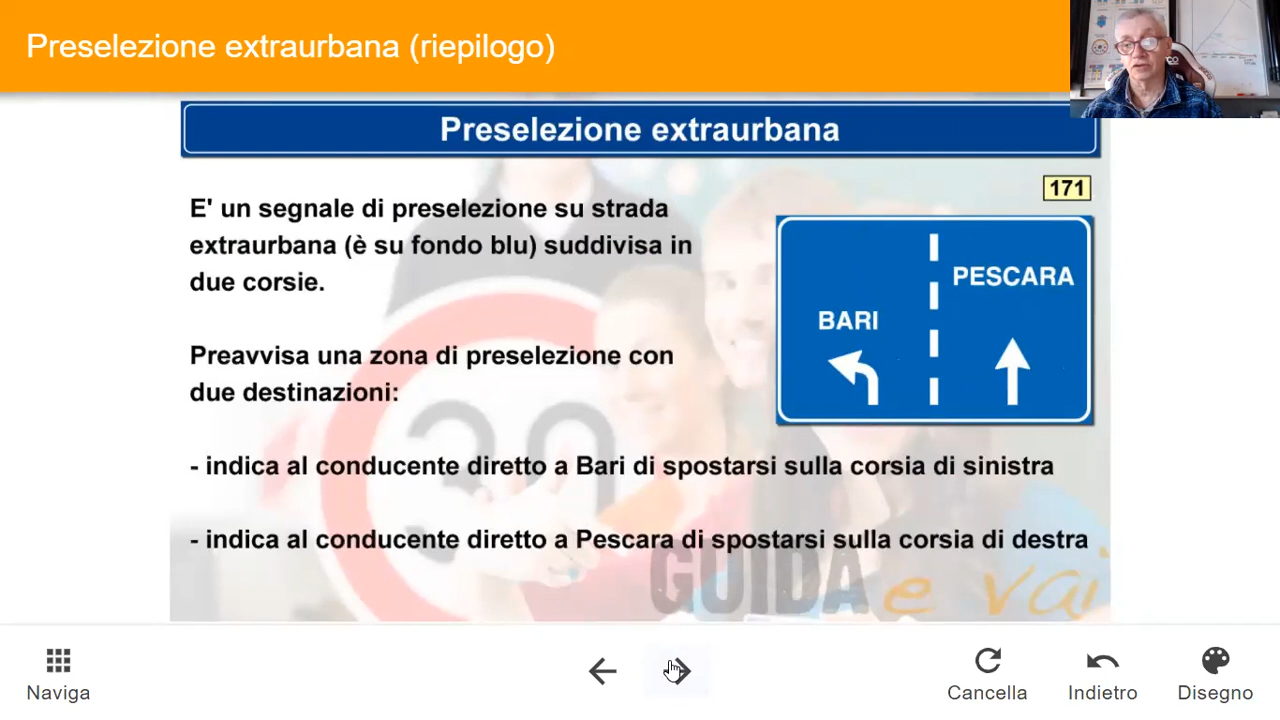 Preselezione extraurbana (riepilogo)
Preselezione extraurbana
171
E' un segnale di preselezione su strada
extraurbana (è su fondo blu) suddivisa in
due corsie.
PESCARA
BARI
Preavvisa una zona di preselezione con
due destinazioni:
- indica al conducente diretto a Bari di spostarsi sulla corsia di sinistra
- indica al conducente diretto a Pescara di spostarsi sulla corsia di destra
30
GUIDA e vai
Naviga
Cancella
Indietro
Disegno